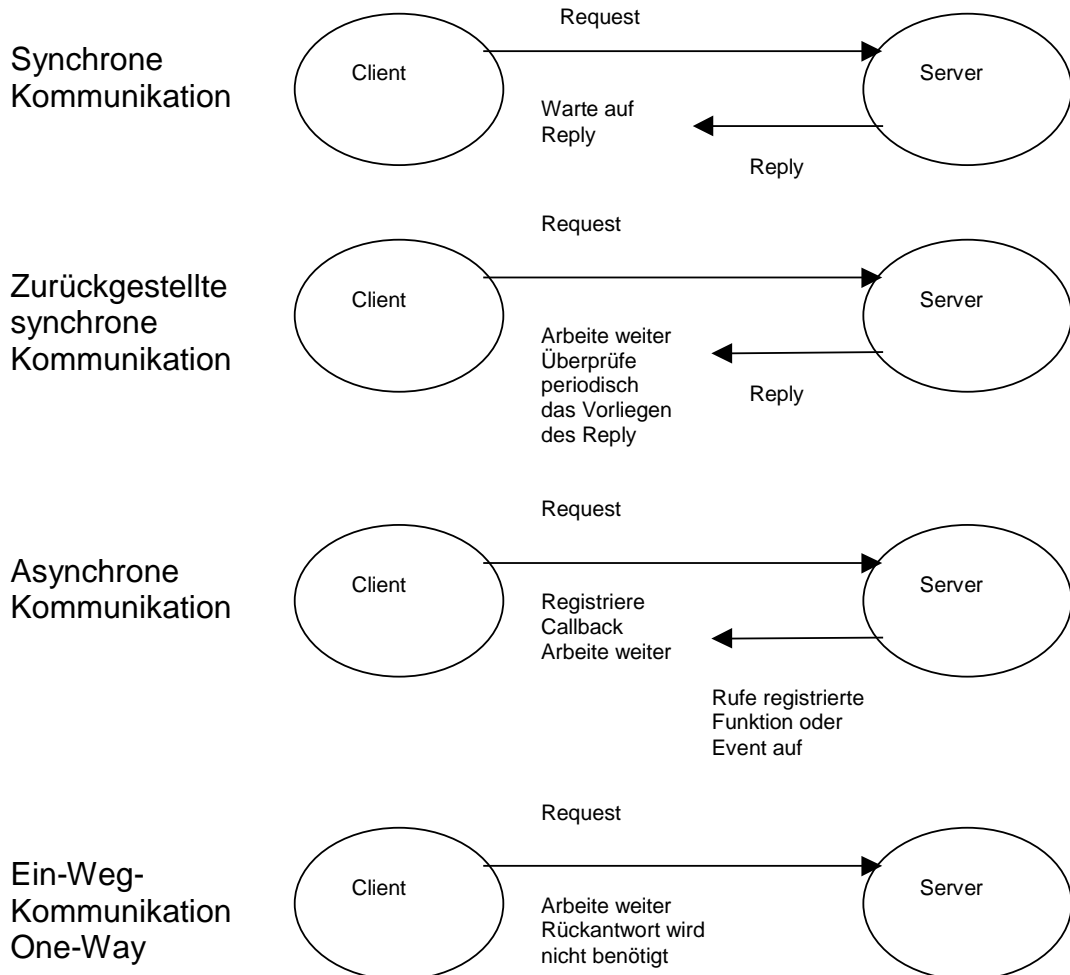 Request
Synchrone
Kommunikation
Client
Server
Warte auf
Reply
Reply
Request
Zurückgestellte
synchrone
Kommunikation
Client
Server
Arbeite weiter
Überprüfe
periodisch
das Vorliegen
des Reply
Reply
Request
Asynchrone
Kommunikation
Client
Server
Registriere
Callback
Arbeite weiter
Rufe registrierte
Funktion oder
Event auf
Request
Ein-Weg-
Kommunikation
One-Way
Client
Server
Arbeite weiter
Rückantwort wird
nicht benötigt